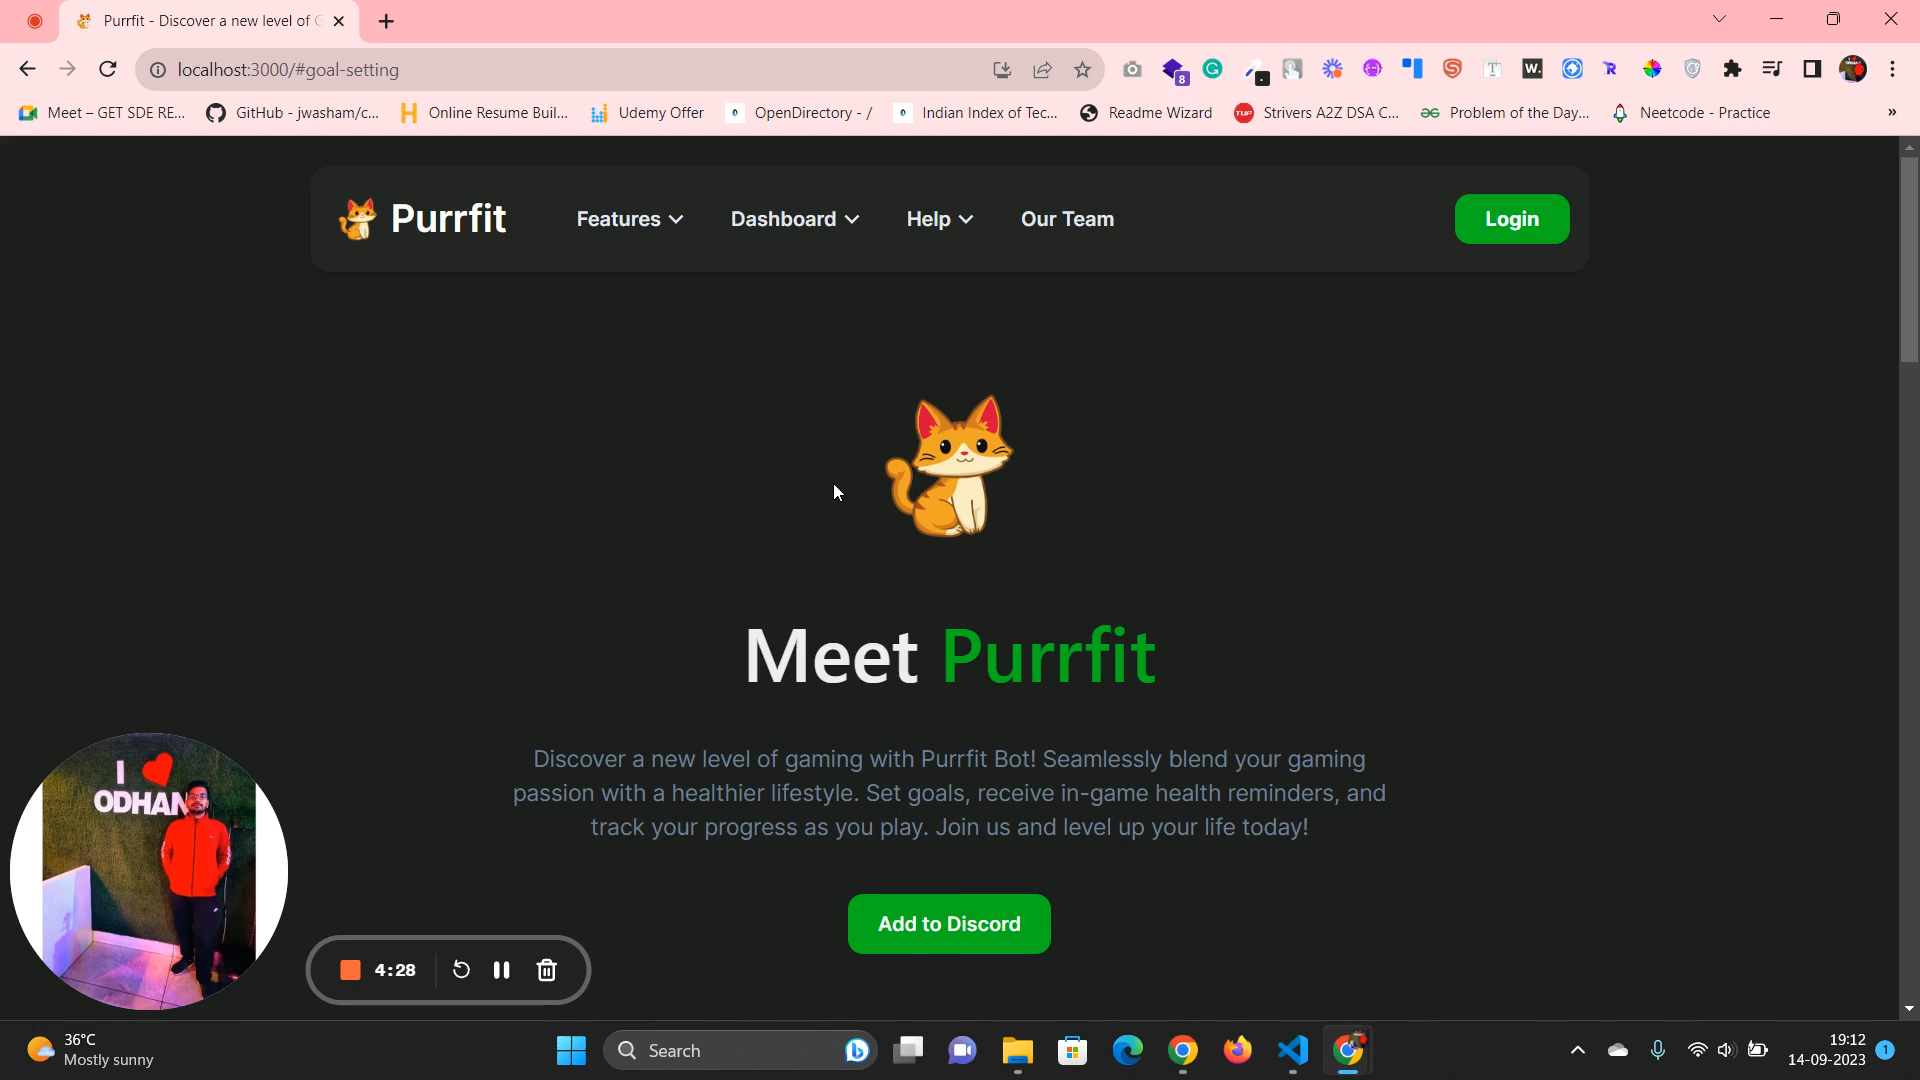 Purrfit - Discover a new level of G
localhost:3000/#goal-setting
8
W.
Meet – GET SDE RE...
GitHub - jwasham/c...
Online Resume Buil...
Udemy Offer
OpenDirectory - /
Indian Index of Tec...
Readme Wizard
TUF
Strivers A2Z DSA C...
Problem of the Day...
Neetcode - Practice
»
Purrfit
Features
Dashboard
Help
Our Team
Login
Meet Purrfit
Discover a new level of gaming with Purrfit Bot! Seamlessly blend your gaming
passion with a healthier lifestyle. Set goals, receive in-game health reminders, and
track your progress as you play. Join us and level up your life today!
Add to Discord
I
ODHAN
4:28
36°C
Mostly sunny
Search
19:12
14-09-2023
1